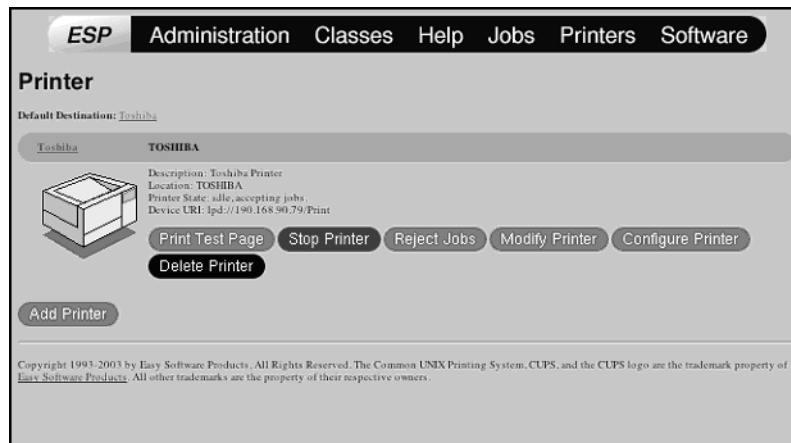 ESP Administration Classes Help Jobs Printers Software
Printer
Default Destination: Toshiba
Toshiba TOSHIBA
Description: Toshiba Printer
Location: TOSHIBA
Printer State: idle, accepting jobs.
Device URI: lpd://190.168.90.79/Print
Print Test Page Stop Printer Reject Jobs Modify Printer Configure Printer
Delete Printer
Add Printer
Copyright 1993-2003 by Easy Software Products, All Rights Reserved. The Common UNIX Printing System, CUPS, and the CUPS logo are the trademark property of
Easy Software Products. All other trademarks are the property of their respective owners.